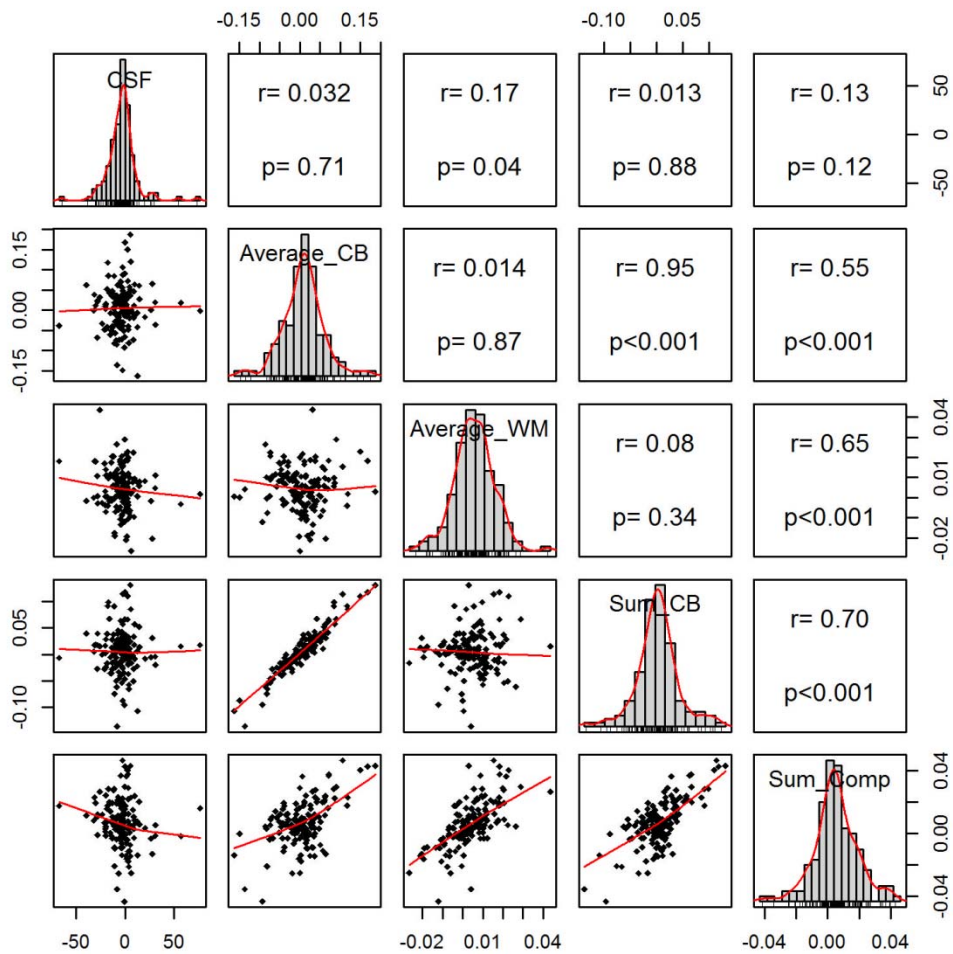 -0.15 0.00 0.15 -0.10 0.05
CSF r= 0.032 r= 0.17 r= 0.013 r= 0.13 50
0
p= 0.71 p= 0.04 p= 0.88 p= 0.12 -50
0.15 Average_CB r= 0.014 r= 0.95 r= 0.55
0.00
-0.15 p= 0.87 p<0.001 p<0.001
Average_WM r= 0.08 r= 0.65 0.04
0.01
p= 0.34 p<0.001 -0.02
0.05 Sum_CB r= 0.70
-0.10 p<0.001
Sum_Comp 0.04
0.00
-0.04
-50 0 50 -0.02 0.01 0.04 -0.04 0.00 0.04